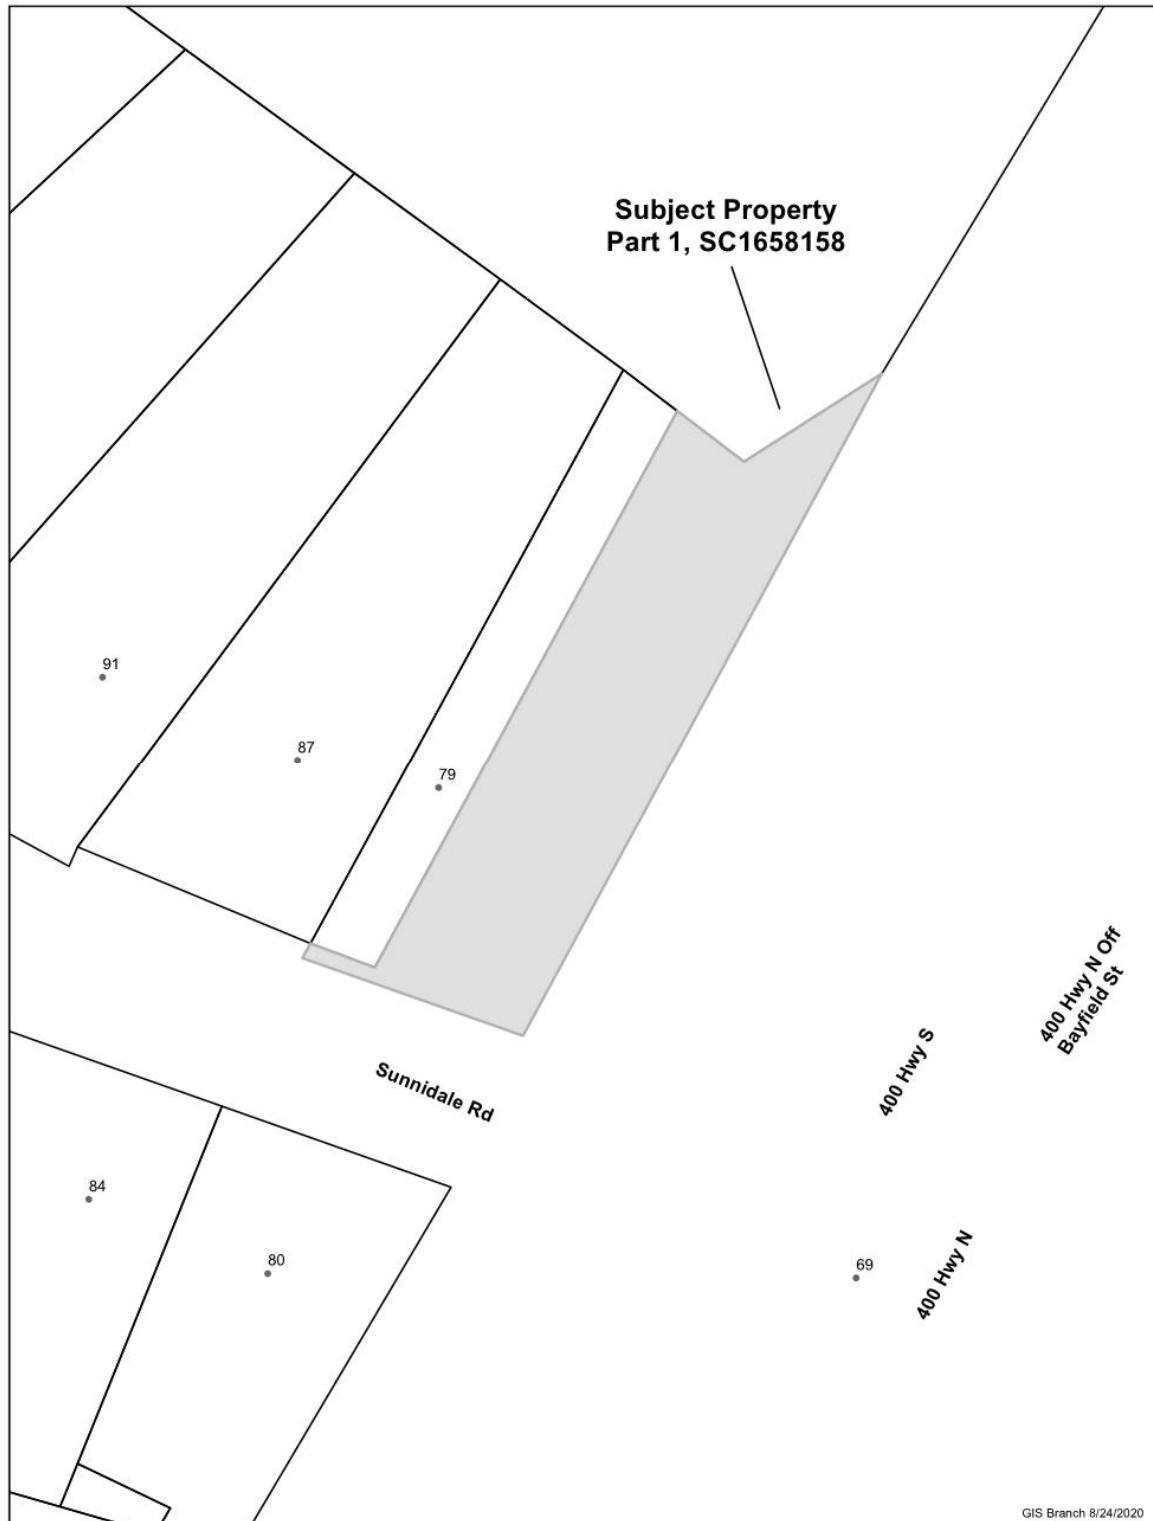 Subject Property
Part 1, SC1658158
91
87
79
400 Hwy N Off
Bayfield St
400 Hwy S
Sunnidale Rd
84
80
69
400 Hwy N
GIS Branch 8/24/2020